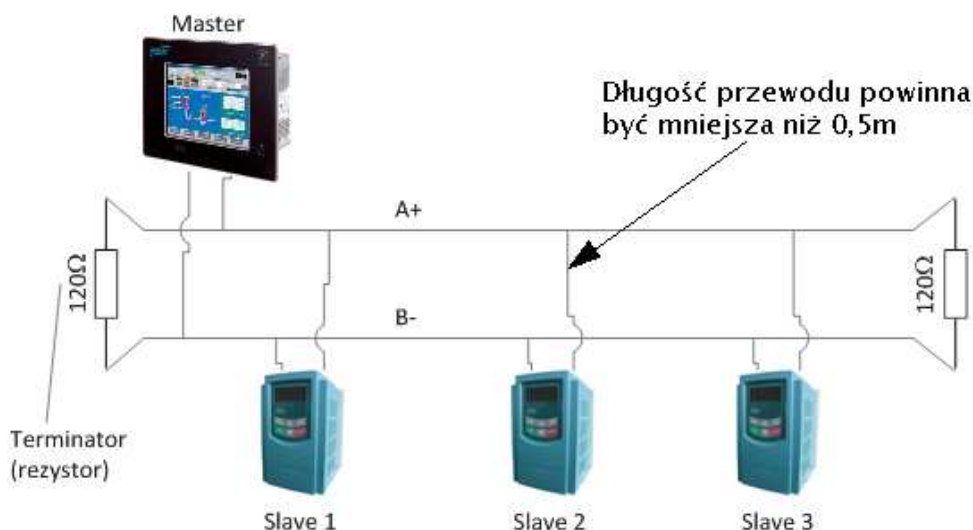 Master
Długość przewodu powinna
być mniejsza niż 0,5m
A+
120Ω
120Ω
B-
Terminator
(rezystor)
Slave 1
Slave 2
Slave 3